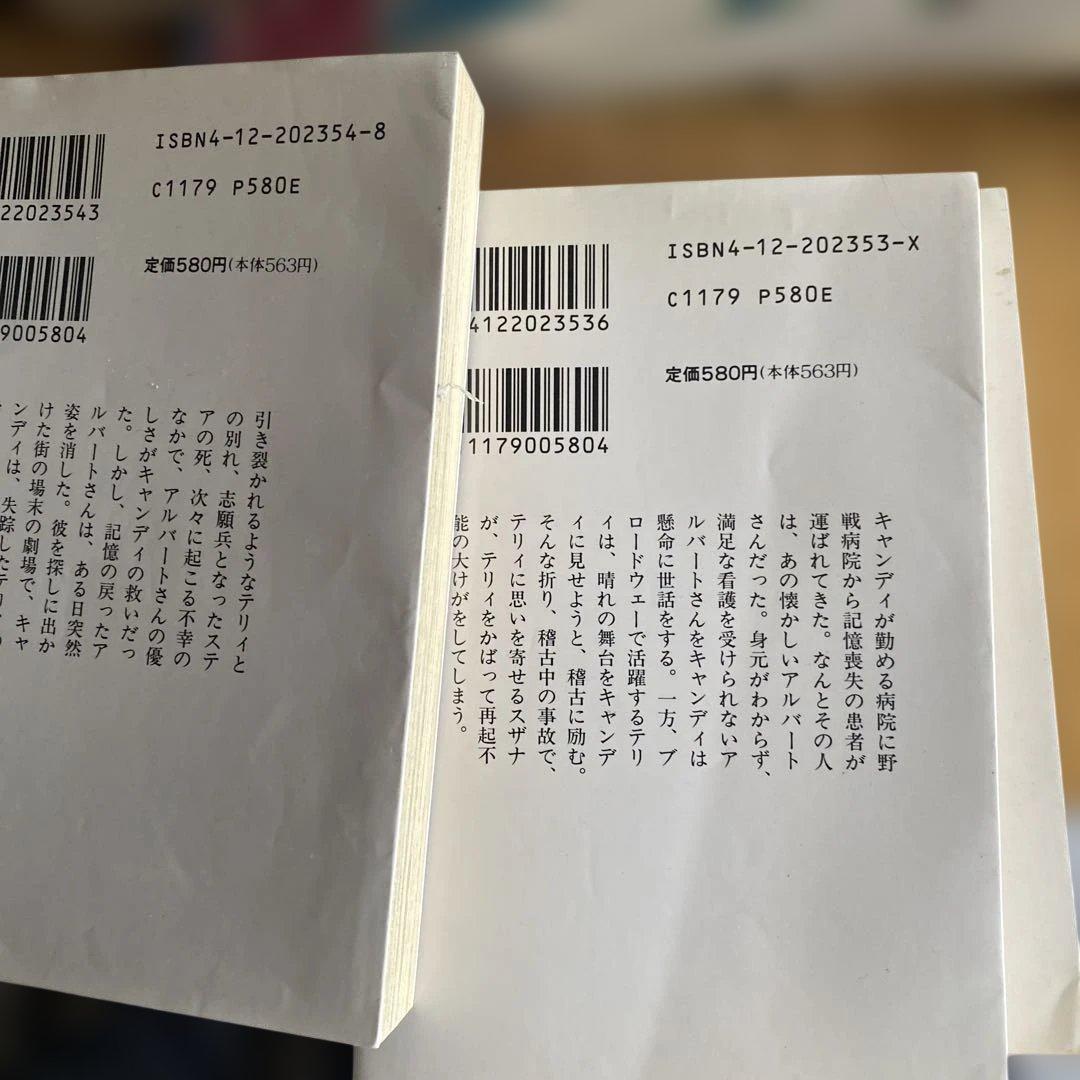 ISBN4-12-202354-8
C1179 P580E
22023543
定価580円(本体563円)
9005804
引き裂かれるようなテリィと
の別れ、志願兵となったステ
アの死、次々に起こる不幸の
なかで、アルバートさんの優
しさがキャンディの救いだっ
た。しかし、記憶の戻ったア
ルバートさんは、ある日突然
姿を消した。彼を探しに出か
けた街の場末の劇場で、キャ
ンディは、失踪したテリィの
ISBN4-12-202353-X
C1179 P580E
4122023536
定価580円(本体563円)
1179005804
キャンディが勤める病院に野
戦病院から記憶喪失の患者が
運ばれてきた。なんとその人
は、あの懐かしいアルバート
さんだった。身元がわからず、
満足な看護を受けられないア
ルバートさんをキャンディは
懸命に世話をする。一方、ブ
ロードウェーで活躍するテリ
ィは、晴れの舞台をキャンデ
ィに見せようと、稽古に励む。
そんな折り、稽古中の事故で、
テリィに思いを寄せるスザナ
が、テリィをかばって再起不
能の大けがをしてしまう。